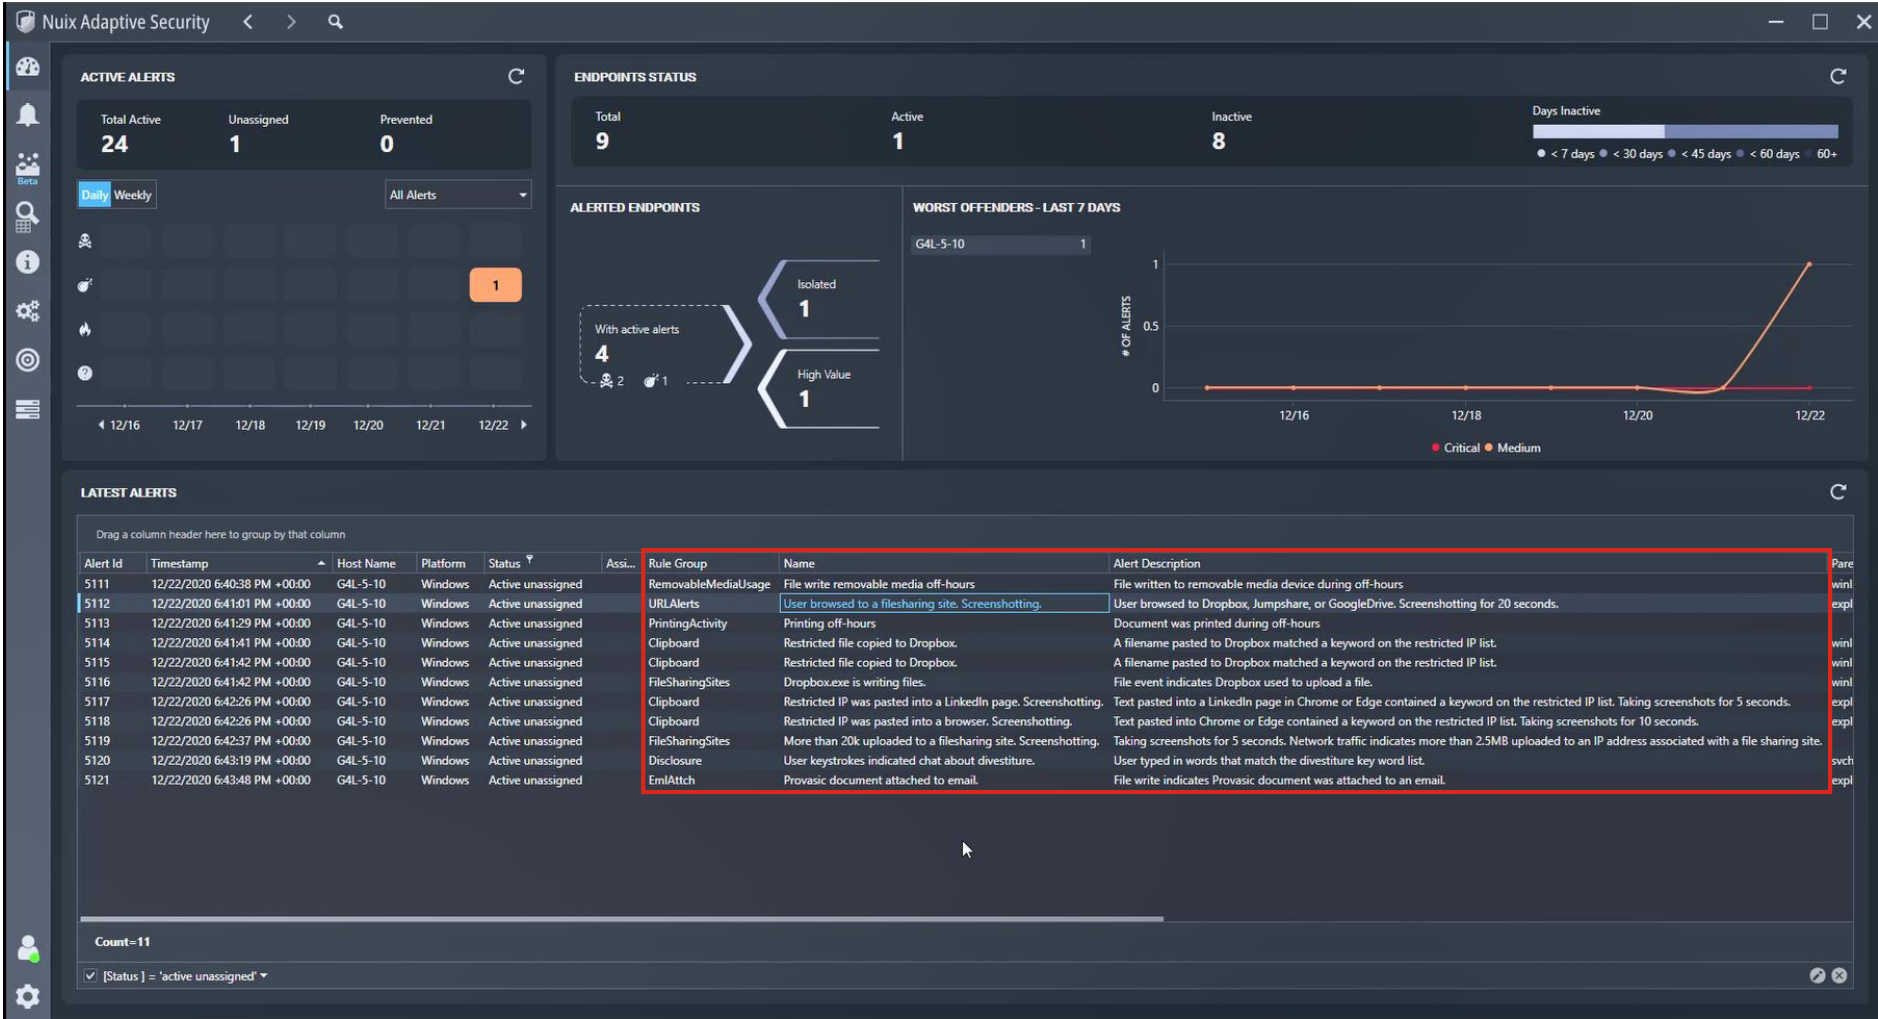 Nuix Adaptive Security
ACTIVE ALERTS
Total Active Unassigned Prevented
24 1 0
Daily Weekly All Alerts
1
12/16 12/17 12/18 12/19 12/20 12/21 12/22
Beta
ENDPOINTS STATUS
Total Active Inactive Days Inactive
9 1 8
< 7 days < 30 days < 45 days < 60 days 60+
ALERTED ENDPOINTS
With active alerts
4
2 1
Isolated
1
High Value
1
WORST OFFENDERS - LAST 7 DAYS
G4L-5-10 1
# OF ALERTS
1
0.5
0
12/16 12/18 12/20 12/22
Critical Medium
LATEST ALERTS
Drag a column header here to group by that column
Alert Id Timestamp Host Name Platform Status Assi... Rule Group Name Alert Description Pare
5111 12/22/2020 6:40:38 PM +00:00 G4L-5-10 Windows Active unassigned RemovableMediaUsage File write removable media off-hours File written to removable media device during off-hours winl
5112 12/22/2020 6:41:01 PM +00:00 G4L-5-10 Windows Active unassigned URLAlerts User browsed to a filesharing site. Screenshotting. User browsed to Dropbox, Jumpshare, or GoogleDrive. Screenshotting for 20 seconds. expl
5113 12/22/2020 6:41:29 PM +00:00 G4L-5-10 Windows Active unassigned PrintingActivity Printing off-hours Document was printed during off-hours
5114 12/22/2020 6:41:41 PM +00:00 G4L-5-10 Windows Active unassigned Clipboard Restricted file copied to Dropbox. A filename pasted to Dropbox matched a keyword on the restricted IP list. winl
5115 12/22/2020 6:41:42 PM +00:00 G4L-5-10 Windows Active unassigned Clipboard Restricted file copied to Dropbox. A filename pasted to Dropbox matched a keyword on the restricted IP list. winl
5116 12/22/2020 6:41:42 PM +00:00 G4L-5-10 Windows Active unassigned FileSharingSites Dropbox.exe is writing files. File event indicates Dropbox used to upload a file. winl
5117 12/22/2020 6:42:26 PM +00:00 G4L-5-10 Windows Active unassigned Clipboard Restricted IP was pasted into a LinkedIn page. Screenshotting. Text pasted into a LinkedIn page in Chrome or Edge contained a keyword on the restricted IP list. Taking screenshots for 5 seconds. expl
5118 12/22/2020 6:42:26 PM +00:00 G4L-5-10 Windows Active unassigned Clipboard Restricted IP was pasted into a browser. Screenshotting. Text pasted into Chrome or Edge contained a keyword on the restricted IP list. Taking screenshots for 10 seconds. expl
5119 12/22/2020 6:42:37 PM +00:00 G4L-5-10 Windows Active unassigned FileSharingSites More than 20k uploaded to a filesharing site. Screenshotting. Taking screenshots for 5 seconds. Network traffic indicates more than 2.5MB uploaded to an IP address associated with a file sharing site.
5120 12/22/2020 6:43:19 PM +00:00 G4L-5-10 Windows Active unassigned Disclosure User keystrokes indicated chat about divestiture. User typed in words that match the divestiture key word list. svch
5121 12/22/2020 6:43:48 PM +00:00 G4L-5-10 Windows Active unassigned EmlAttch Provasic document attached to email. File write indicates Provasic document was attached to an email. expl
Count=11
[Status ] = 'active unassigned'